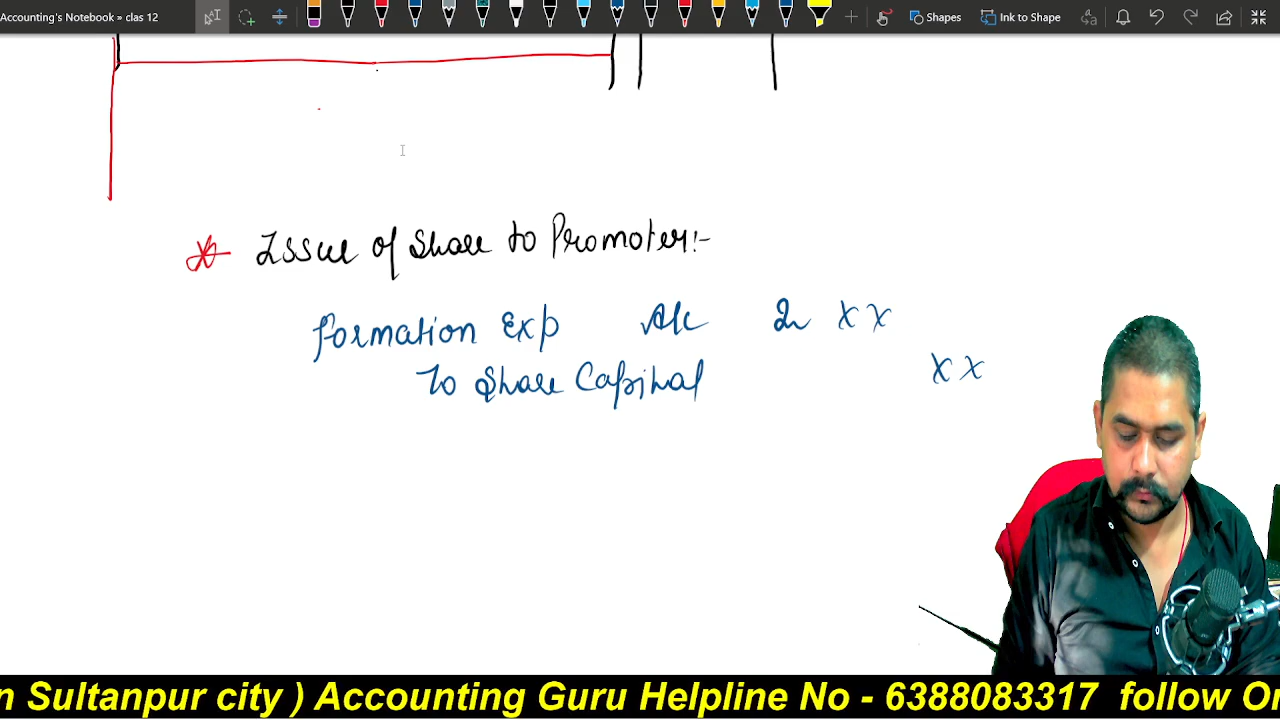 Accounting's Notebook » clas 12
Shapes
Ink to Shape
Issue of Share to Promoter:-
formation Exp A/c Dr XX
To Share Capital XX
n Sultanpur city ) Accounting Guru Helpline No - 6388083317 follow On